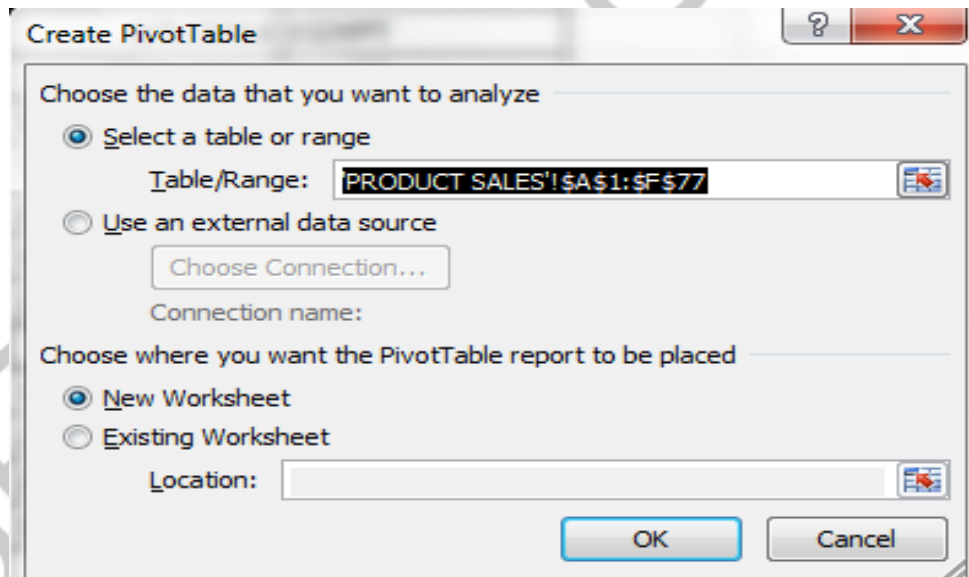 Create PivotTable
?
Choose the data that you want to analyze
Select a table or range
Table/Range: 'PRODUCT SALES'!$A$1:$F$77
Use an external data source
Choose Connection...
Connection name:
Choose where you want the PivotTable report to be placed
New Worksheet
Existing Worksheet
Location:
OK Cancel